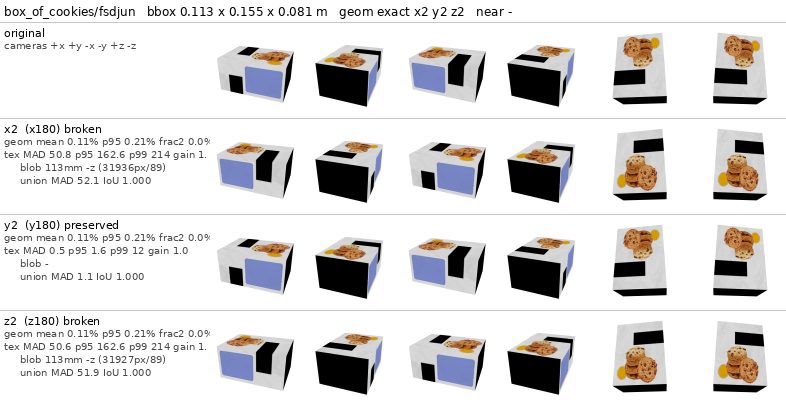 box_of_cookies/fsdjun   bbox 0.113 x 0.155 x 0.081 m   geom exact x2 y2 z2   near -
original
cameras +x +y -x -y +z -z
x2  (x180) broken
geom mean 0.11% p95 0.21% frac2 0.0%
tex MAD 50.8 p95 162.6 p99 214 gain 1.
blob 113mm -z (31936px/89)
union MAD 52.1 IoU 1.000
y2  (y180) preserved
geom mean 0.11% p95 0.21% frac2 0.0%
tex MAD 0.5 p95 1.6 p99 12 gain 1.0
blob -
union MAD 1.1 IoU 1.000
z2  (z180) broken
geom mean 0.11% p95 0.21% frac2 0.0%
tex MAD 50.6 p95 162.6 p99 214 gain 1.
blob 113mm -z (31927px/89)
union MAD 51.9 IoU 1.000